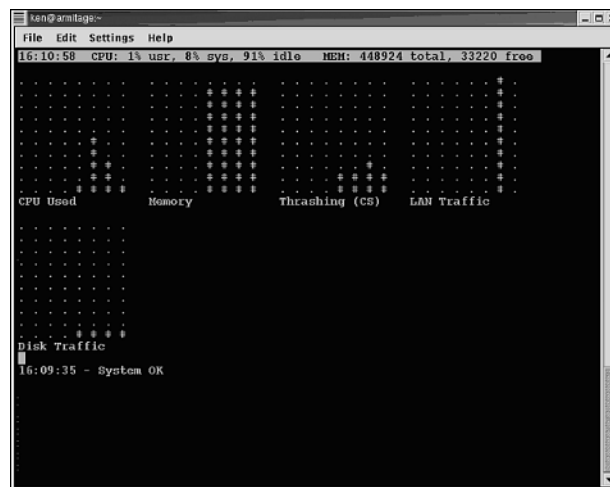 ken@armitage:~
File Edit Settings Help
16:10:58 CPU: 1% usr, 8% sys, 91% idle MEM: 448924 total, 33220 free
CPU Used Memory Thrashing (CS) LAN Traffic
Disk Traffic
16:09:35 - System OK